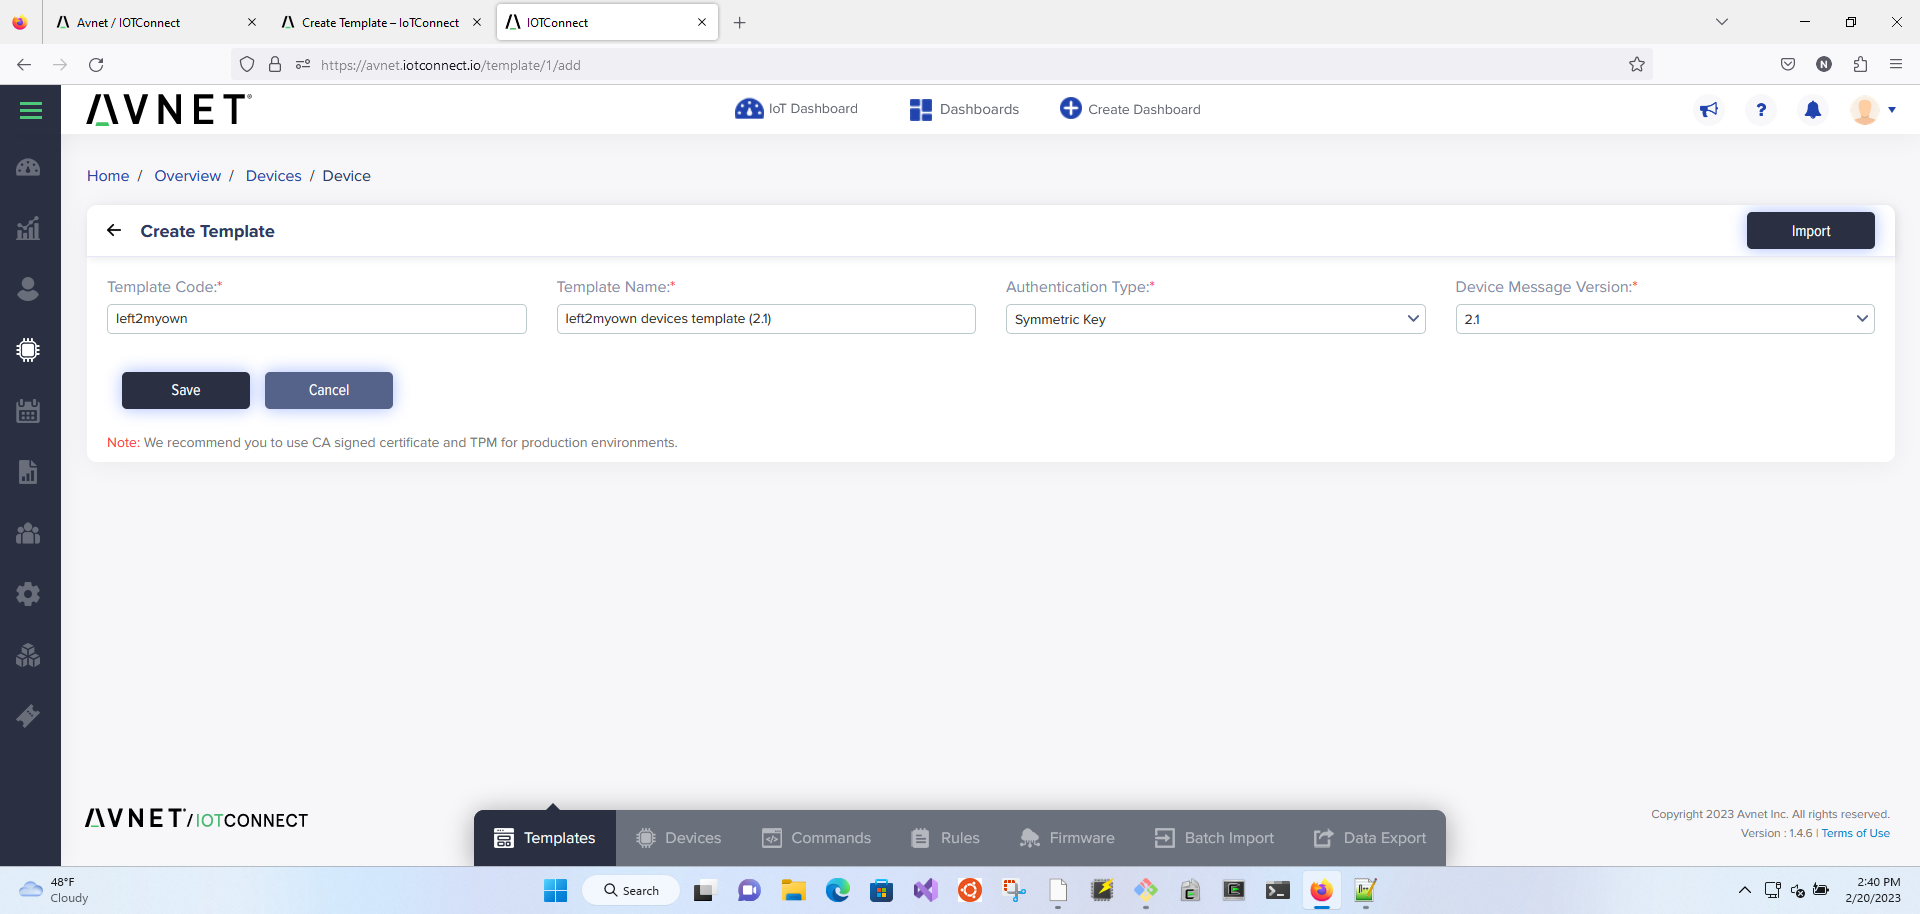 Avnet / IOTConnect
Create Template – IoTConnect
IOTConnect
https://avnet.iotconnect.io/template/1/add
N
AVNET®
IoT Dashboard
Dashboards
Create Dashboard
?
Home / Overview / Devices / Device
Create Template
Import
Template Code:*
Template Name:*
Authentication Type:*
Device Message Version:*
left2myown
left2myown devices template (2.1)
Symmetric Key
2.1
Save
Cancel
Note: We recommend you to use CA signed certificate and TPM for production environments.
AVNET®/IOTCONNECT
Templates
Devices
Commands
Rules
Firmware
Batch Import
Data Export
Copyright 2023 Avnet Inc. All rights reserved.
Version : 1.4.6 | Terms of Use
48°F
Cloudy
Search
2:40 PM
2/20/2023